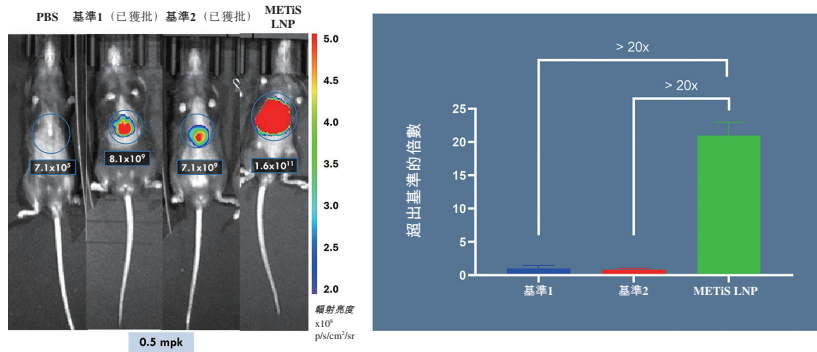 PBS 基準1（已獲批）基準2（已獲批） METiS
LNP
7.1x10⁵
8.1x10⁹
7.1x10⁹
1.6x10¹¹
5.0
4.5
4.0
3.5
3.0
2.5
2.0
輻射亮度
x10⁸
p/s/cm²/sr
0.5 mpk
> 20x
> 20x
超出基準的倍數
25
20
15
10
5
0
基準1 基準2 METiS LNP